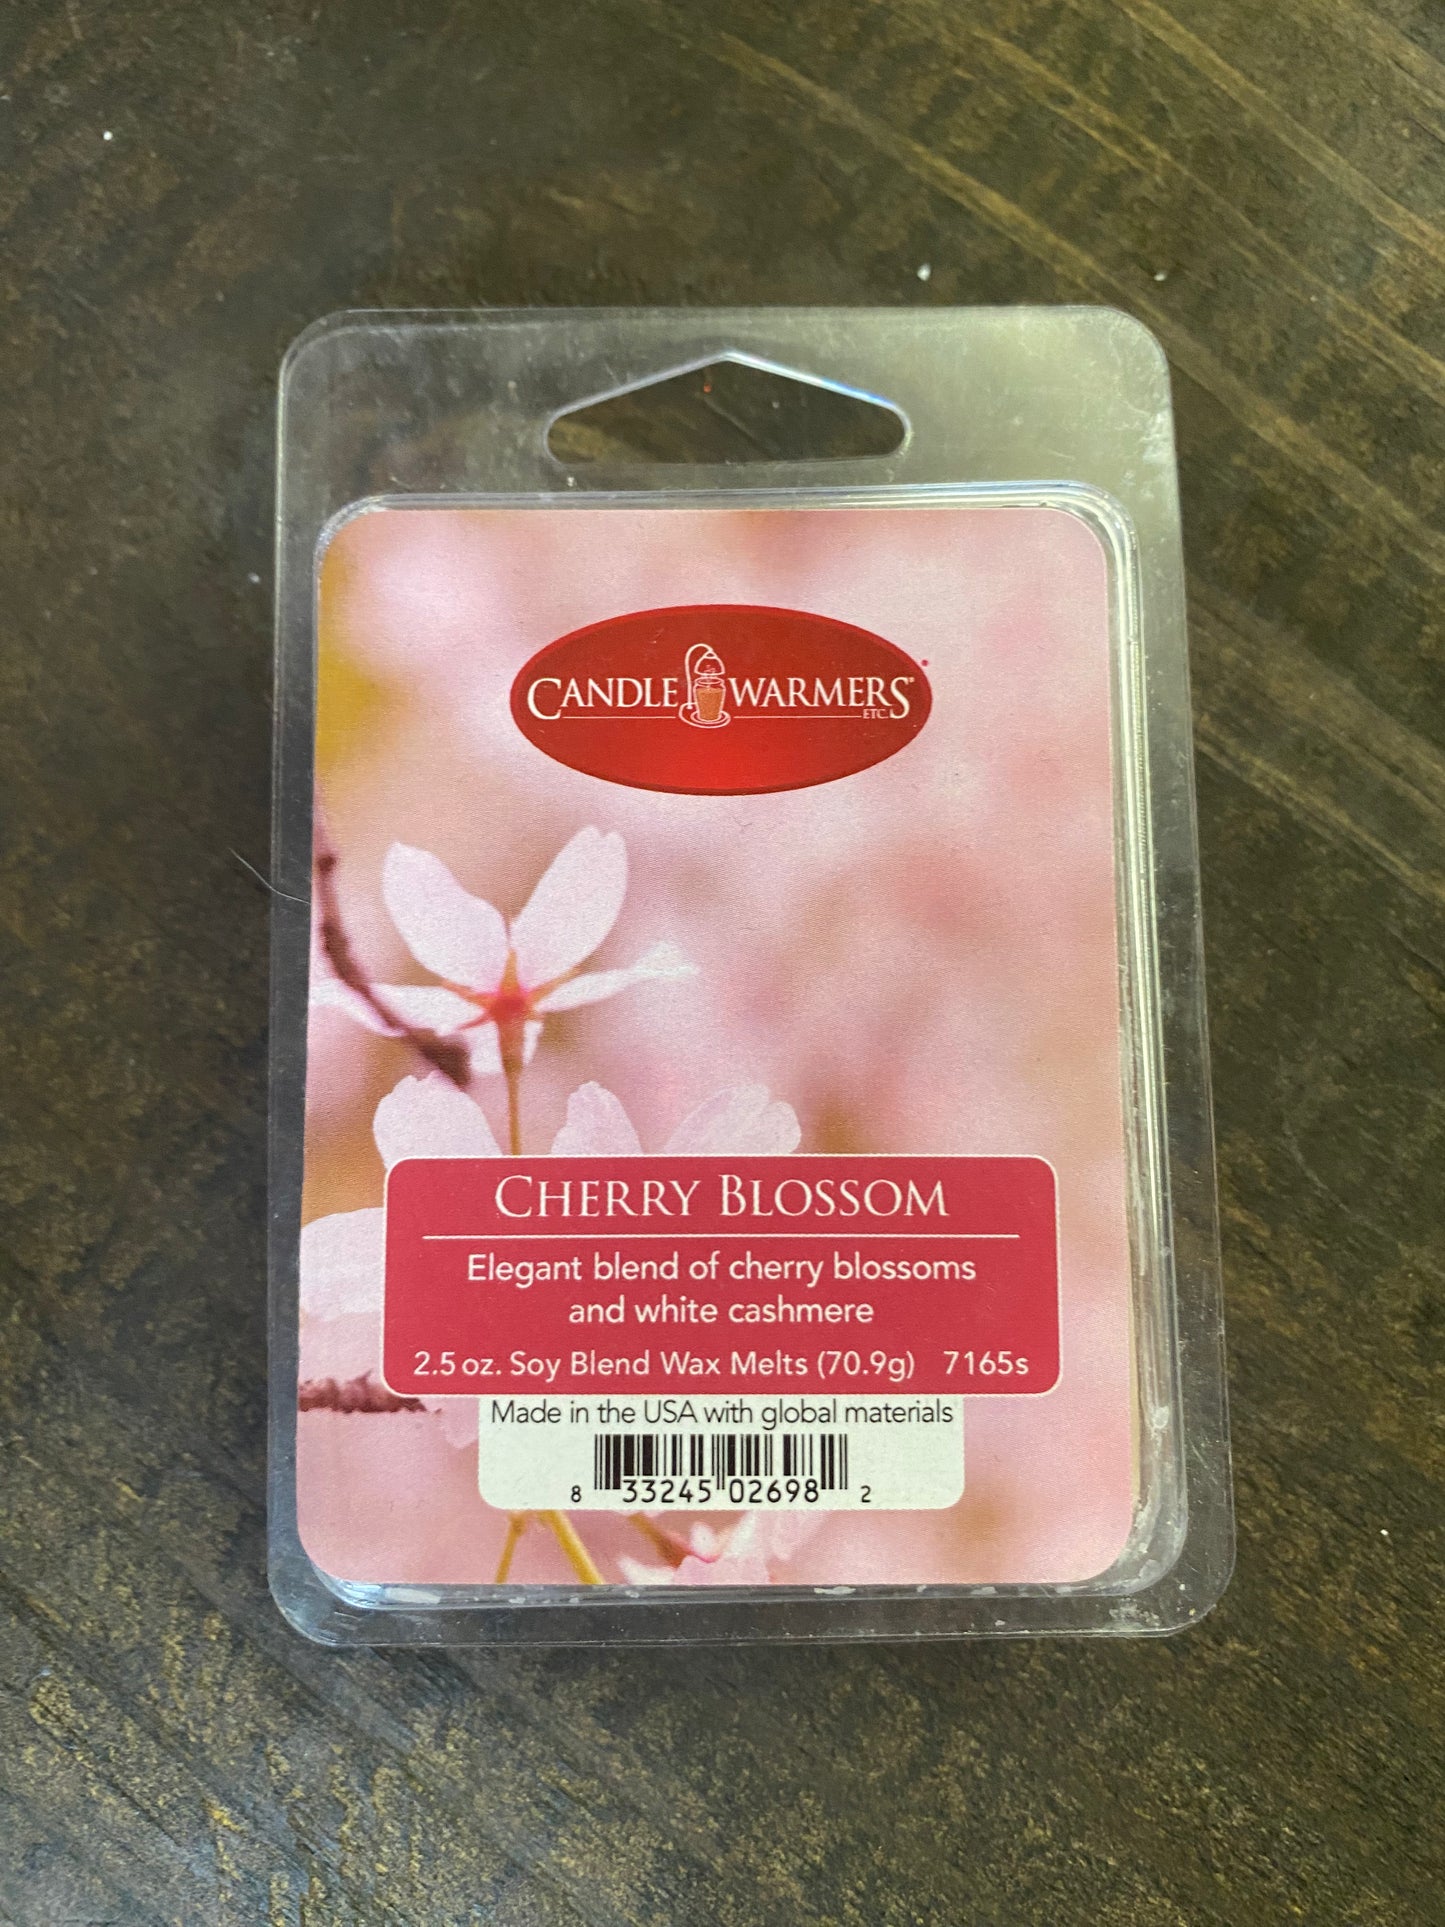 CANDLE WARMERS®
ETC.
CHERRY BLOSSOM
Elegant blend of cherry blossoms
and white cashmere
2.5 oz. Soy Blend Wax Melts (70.9g) 7165s
Made in the USA with global materials
8 33245 02698 2